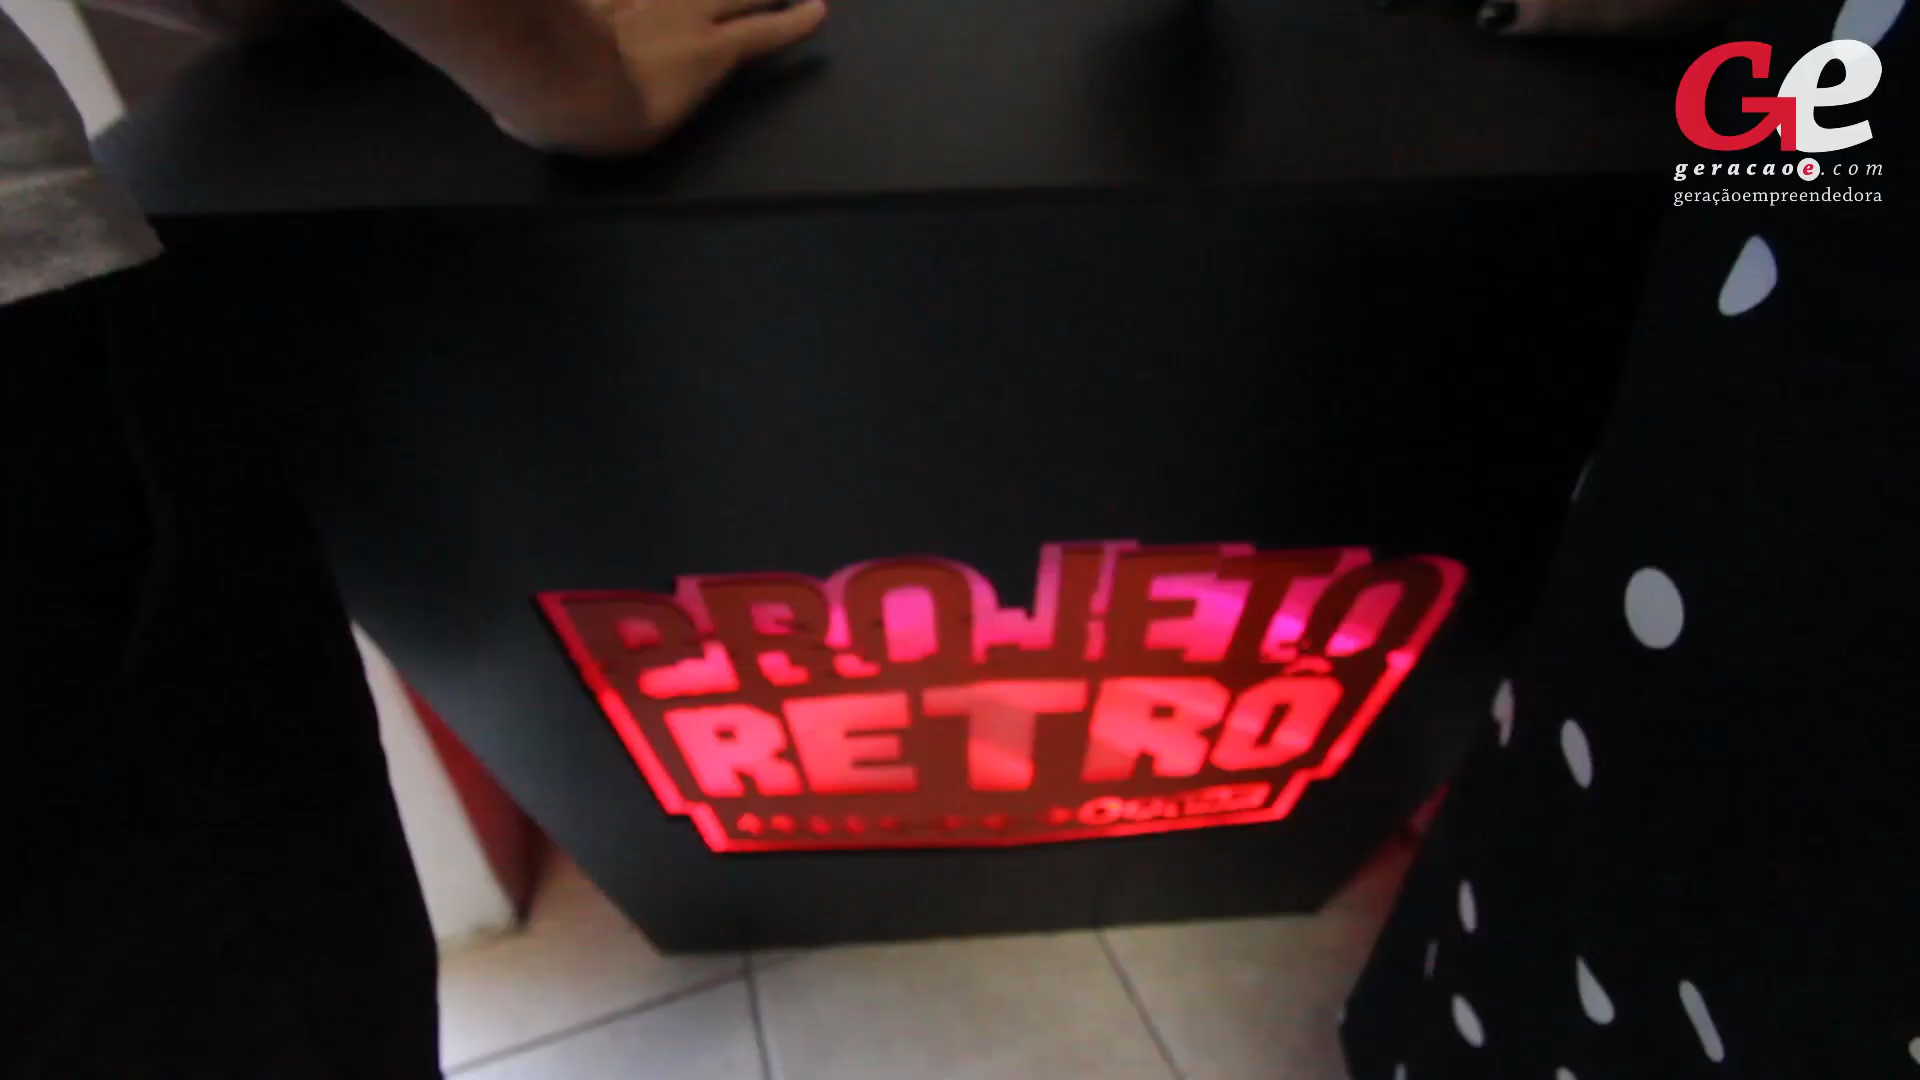 Ge
geracaoe.com
geraçãoempreendedora
PROJETO
RETRÔ